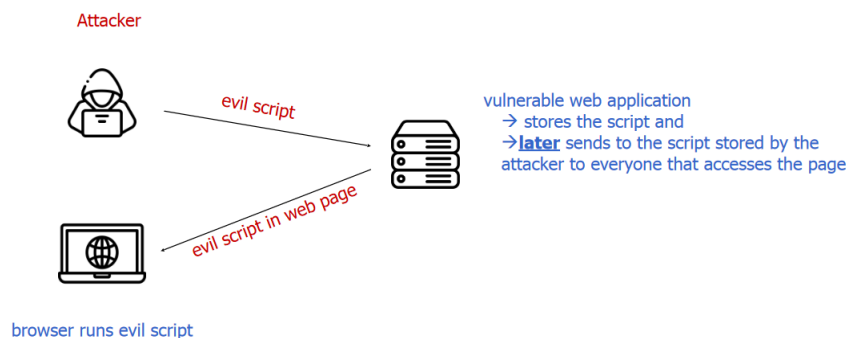 Attacker
evil script
vulnerable web application
→ stores the script and
→later sends to the script stored by the
attacker to everyone that accesses the page
evil script in web page
browser runs evil script